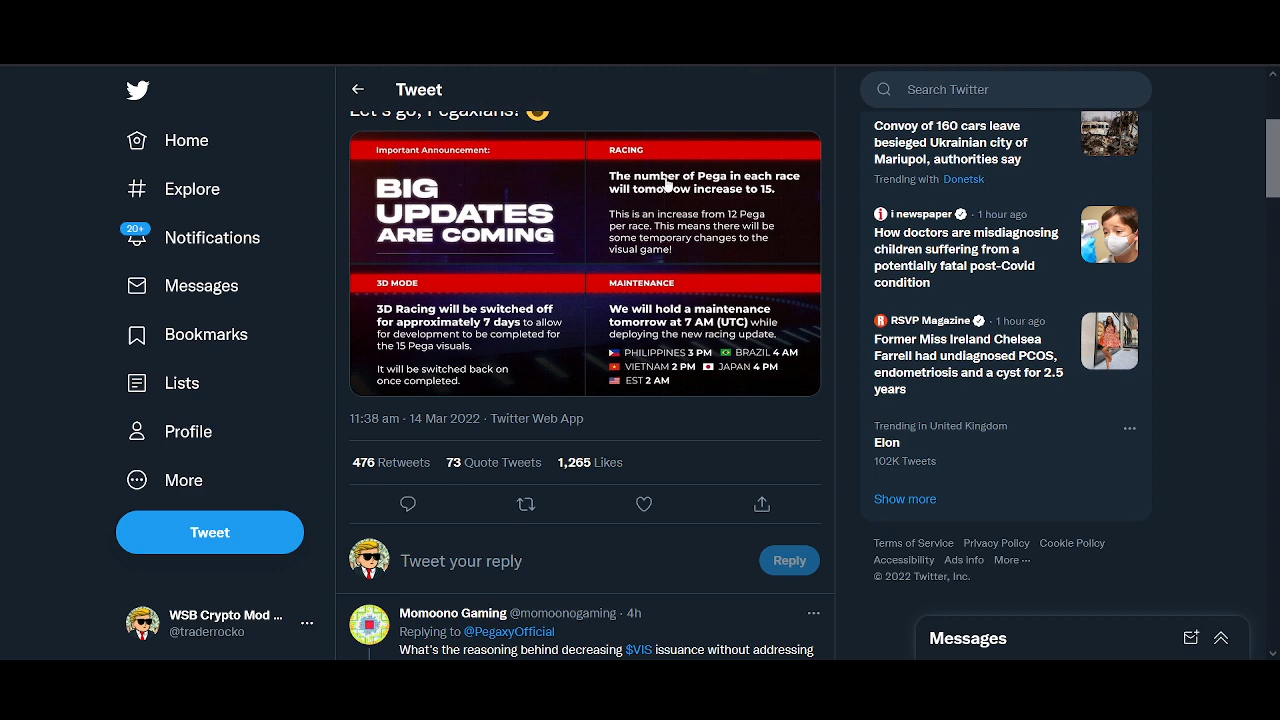 Home
Explore
20+
Notifications
Messages
Bookmarks
Lists
Profile
More
Tweet
WSB Crypto Mod ...
@traderrocko
Tweet
Let's go, Pegaxians!
Important Announcement:
BIG
UPDATES
ARE COMING
RACING
The number of Pega in each race
will tomorrow increase to 15.
This is an increase from 12 Pega
per race. This means there will be
some temporary changes to the
visual game!
3D MODE
3D Racing will be switched off
for approximately 7 days to allow
for development to be completed for
the 15 Pega visuals.
It will be switched back on
once completed.
MAINTENANCE
We will hold a maintenance
tomorrow at 7 AM (UTC) while
deploying the new racing update.
PHILIPPINES 3 PM BRAZIL 4 AM
VIETNAM 2 PM JAPAN 4 PM
EST 2 AM
11:38 am · 14 Mar 2022 · Twitter Web App
476 Retweets 73 Quote Tweets 1,265 Likes
Tweet your reply
Reply
Momoono Gaming @momoonogaming · 4h
Replying to @PegaxyOfficial
What's the reasoning behind decreasing $VIS issuance without addressing
Search Twitter
Convoy of 160 cars leave
besieged Ukrainian city of
Mariupol, authorities say
Trending with Donetsk
i newspaper · 1 hour ago
How doctors are misdiagnosing
children suffering from a
potentially fatal post-Covid
condition
RSVP Magazine · 1 hour ago
Former Miss Ireland Chelsea
Farrell had undiagnosed PCOS,
endometriosis and a cyst for 2.5
years
Trending in United Kingdom
Elon
102K Tweets
Show more
Terms of Service Privacy Policy Cookie Policy
Accessibility Ads info More ···
© 2022 Twitter, Inc.
Messages